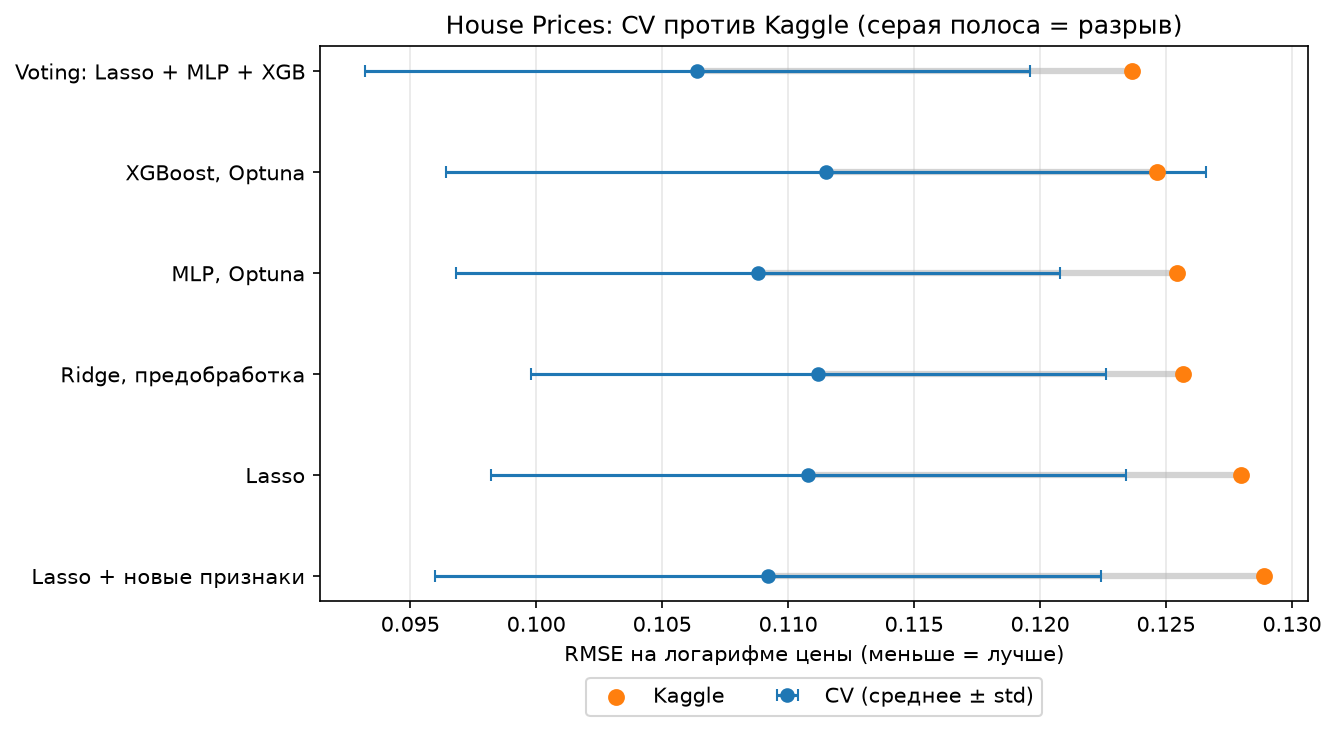 House Prices: CV против Kaggle (серая полоса = разрыв)
Voting: Lasso + MLP + XGB
XGBoost, Optuna
MLP, Optuna
Ridge, предобработка
Lasso
Lasso + новые признаки
0.095 0.100 0.105 0.110 0.115 0.120 0.125 0.130
RMSE на логарифме цены (меньше = лучше)
Kaggle CV (среднее ± std)